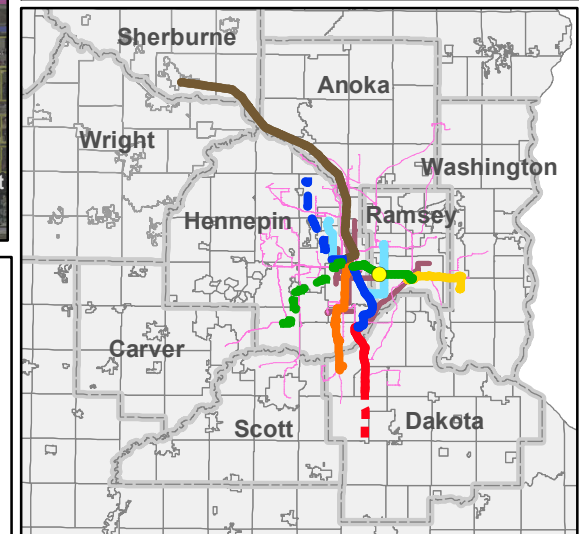 Sherburne
Anoka
Wright
Washington
Hennepin
Ramsey
Carver
Scott
Dakota